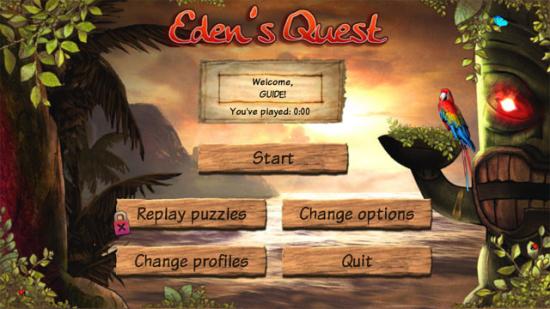 Eden's Quest
Welcome,
GUIDE!
You've played: 0:00
Start
Replay puzzles
Change options
Change profiles
Quit